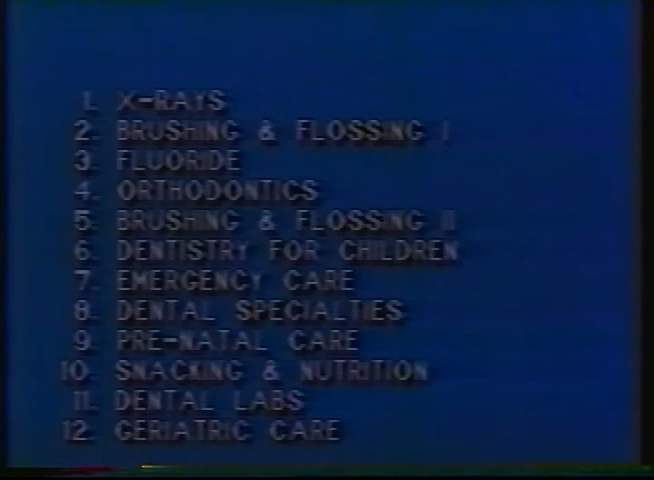 1. X-RAYS
2. BRUSHING & FLOSSING I
3. FLUORIDE
4. ORTHODONTICS
5. BRUSHING & FLOSSING II
6. DENTISTRY FOR CHILDREN
7. EMERGENCY CARE
8. DENTAL SPECIALTIES
9. PRE-NATAL CARE
10. SNACKING & NUTRITION
11. DENTAL LABS
12. GERIATRIC CARE